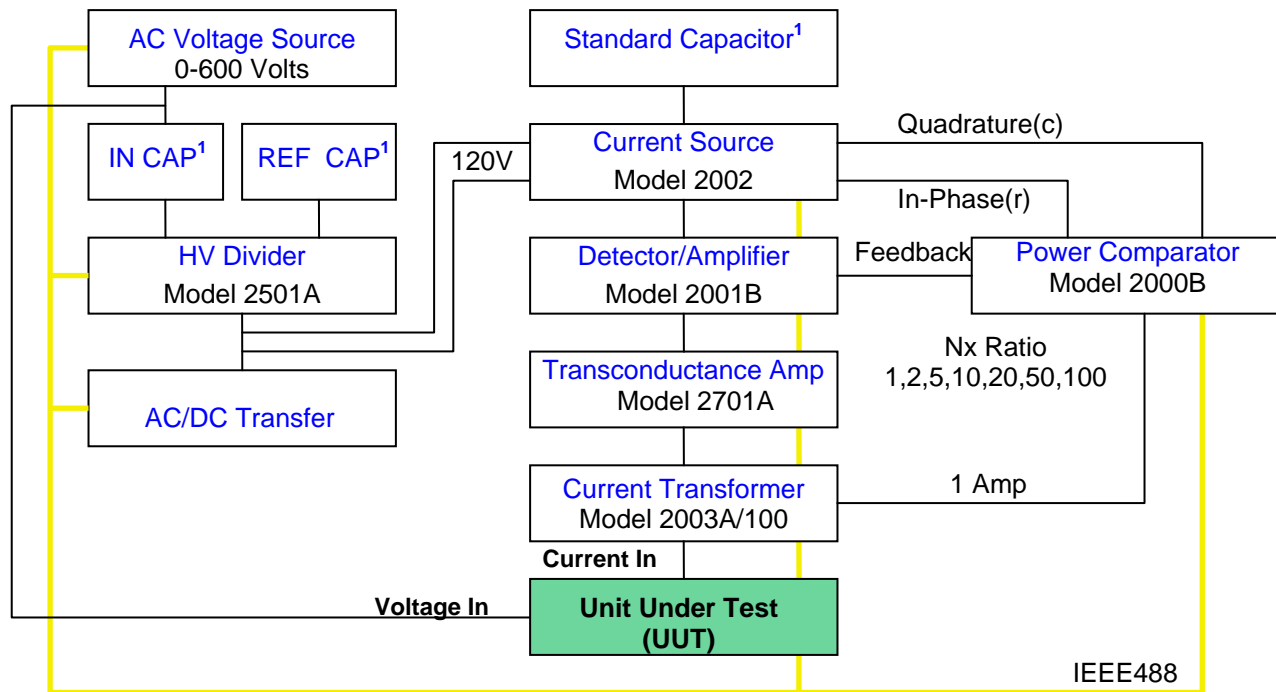 AC Voltage Source
0-600 Volts
Standard Capacitor¹
IN CAP¹
REF CAP¹
120V
Current Source
Model 2002
Quadrature(c)
In-Phase(r)
HV Divider
Model 2501A
Detector/Amplifier
Model 2001B
Feedback
Power Comparator
Model 2000B
AC/DC Transfer
Transconductance Amp
Model 2701A
Nx Ratio
1,2,5,10,20,50,100
Current Transformer
Model 2003A/100
1 Amp
Current In
Voltage In
Unit Under Test
(UUT)
IEEE488